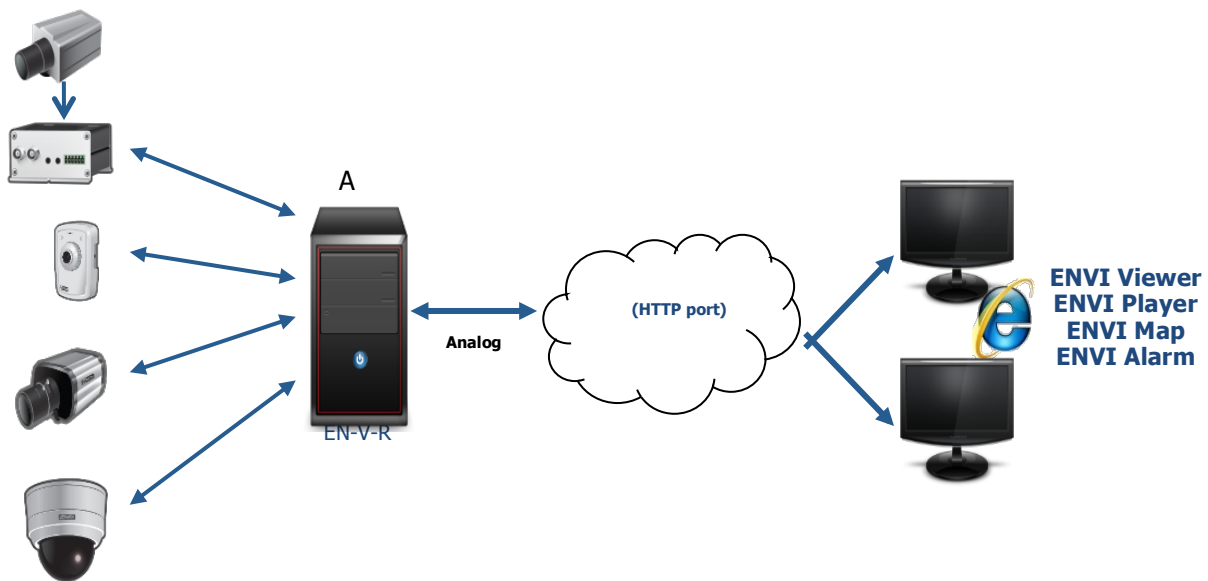 A
EN-V-R
Analog
(HTTP port)
ENVI Viewer
ENVI Player
ENVI Map
ENVI Alarm